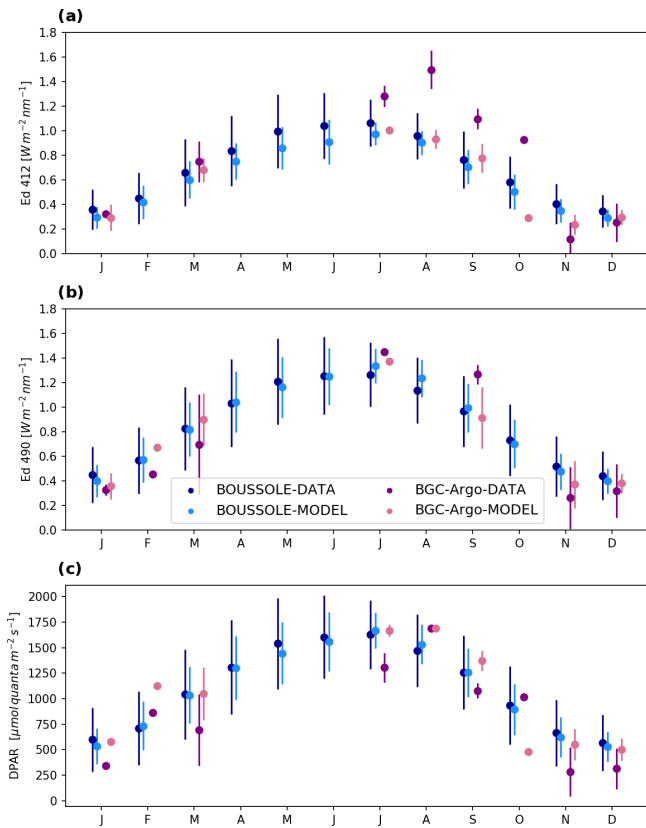 (a)
Ed 412 [W m⁻² nm⁻¹]
1.8
1.6
1.4
1.2
1.0
0.8
0.6
0.4
0.2
0.0
J F M A M J J A S O N D
(b)
Ed 490 [W m⁻² nm⁻¹]
1.8
1.6
1.4
1.2
1.0
0.8
0.6
0.4
0.2
0.0
BOUSSOLE-DATA BGC-Argo-DATA
BOUSSOLE-MODEL BGC-Argo-MODEL
J F M A M J J A S O N D
(c)
DPAR [μmol quanta m⁻² s⁻¹]
2000
1750
1500
1250
1000
750
500
250
0
J F M A M J J A S O N D